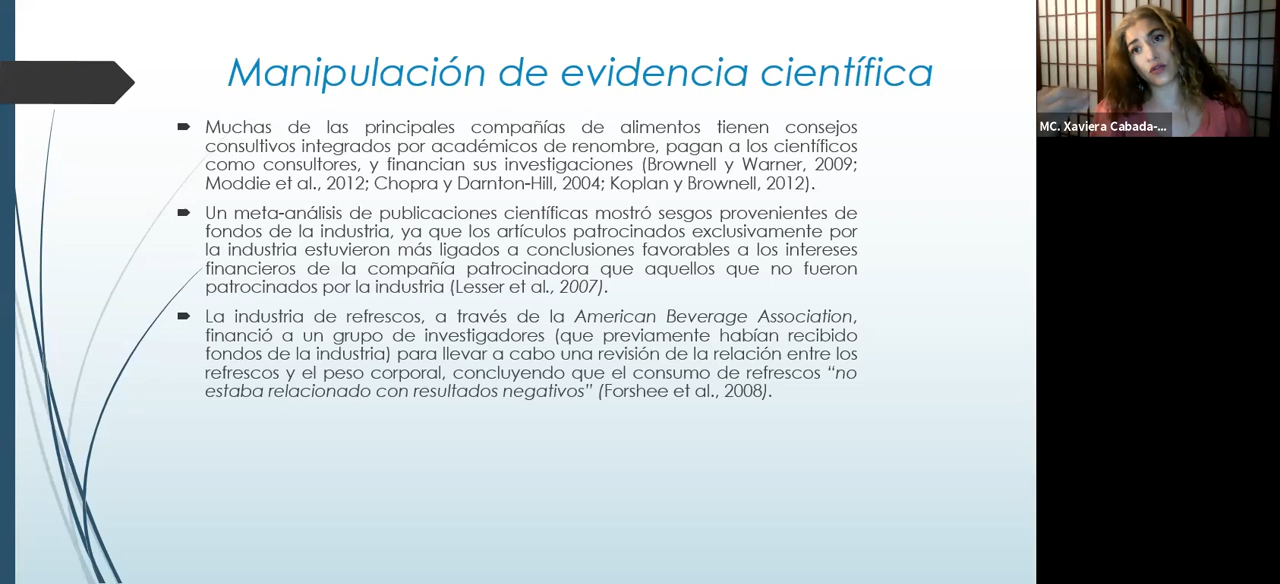 Manipulación de evidencia científica
Muchas de las principales compañías de alimentos tienen consejos
consultivos integrados por académicos de renombre, pagan a los científicos
como consultores, y financian sus investigaciones (Brownell y Warner, 2009;
Moddie et al., 2012; Chopra y Darnton-Hill, 2004; Koplan y Brownell, 2012).
Un meta-análisis de publicaciones científicas mostró sesgos provenientes de
fondos de la industria, ya que los artículos patrocinados exclusivamente por
la industria estuvieron más ligados a conclusiones favorables a los intereses
financieros de la compañía patrocinadora que aquellos que no fueron
patrocinados por la industria (Lesser et al., 2007).
La industria de refrescos, a través de la American Beverage Association,
financió a un grupo de investigadores (que previamente habían recibido
fondos de la industria) para llevar a cabo una revisión de la relación entre los
refrescos y el peso corporal, concluyendo que el consumo de refrescos “no
estaba relacionado con resultados negativos” (Forshee et al., 2008).
MC. Xaviera Cabada-...